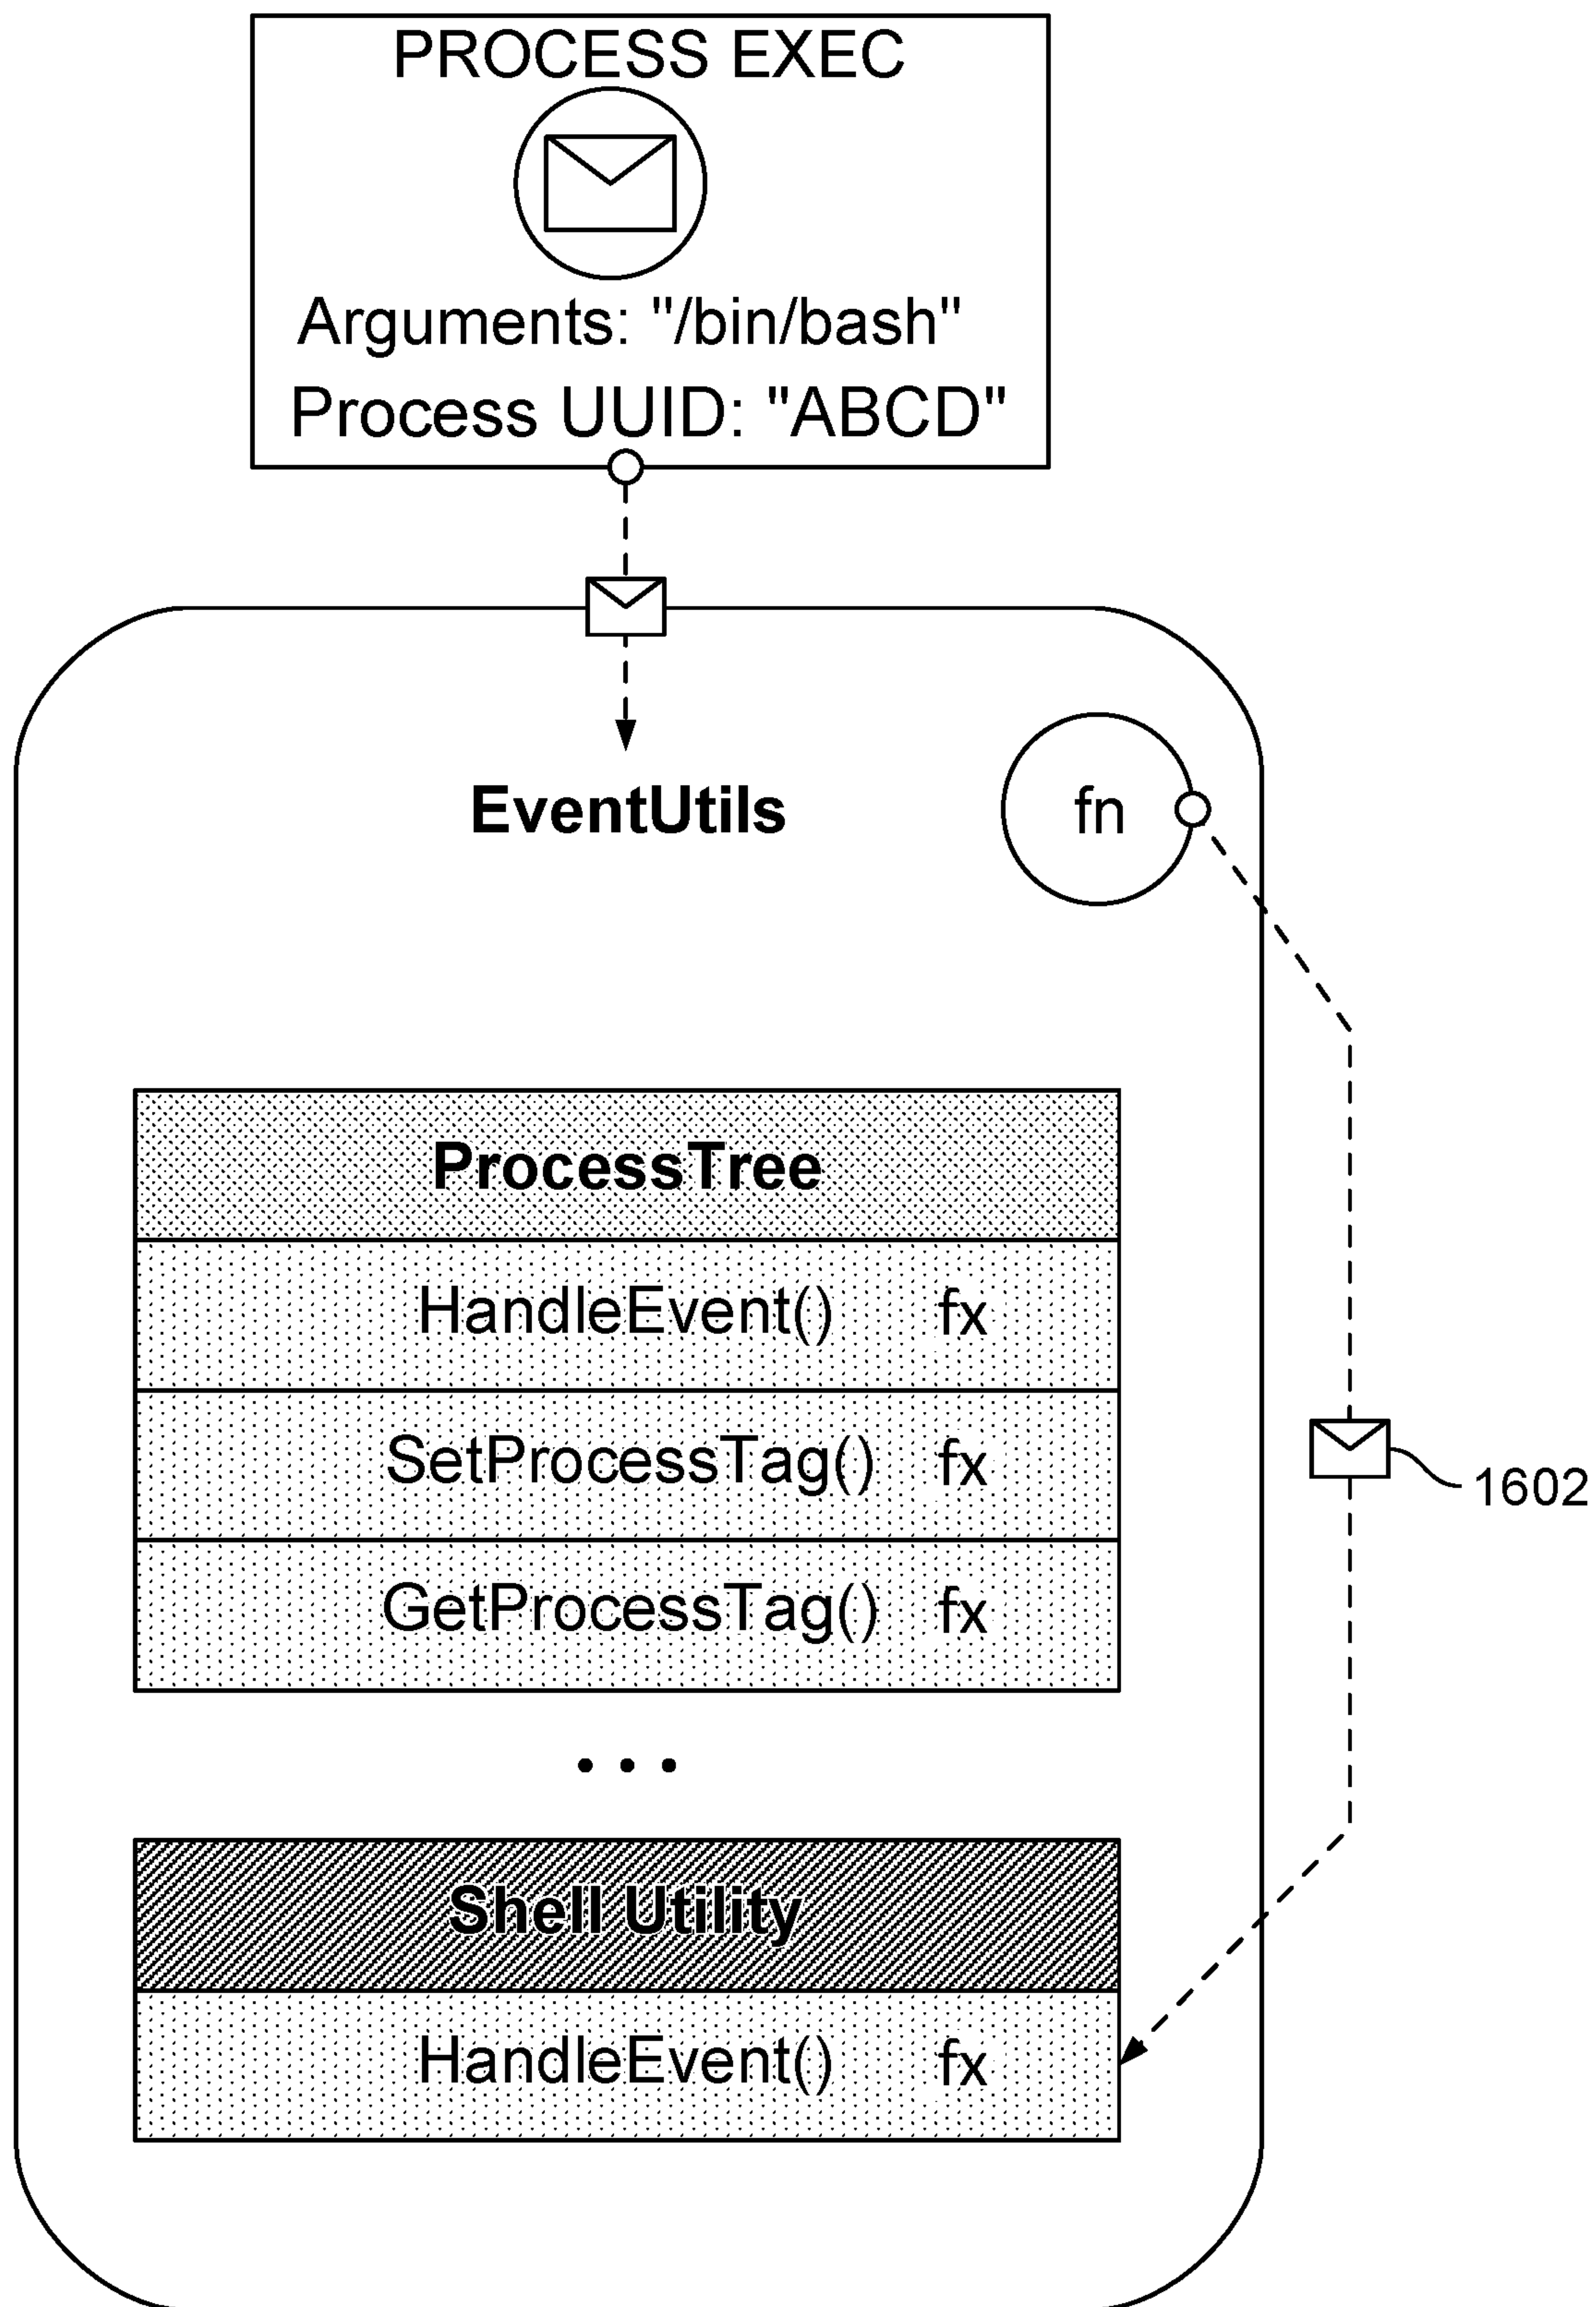 PROCESS EXEC
Arguments: "/bin/bash"
Process UUID: "ABCD"
EventUtils
fn
ProcessTree
HandleEvent() fx
SetProcessTag() fx
GetProcessTag() fx
...
1602
Shell Utility
HandleEvent() fx